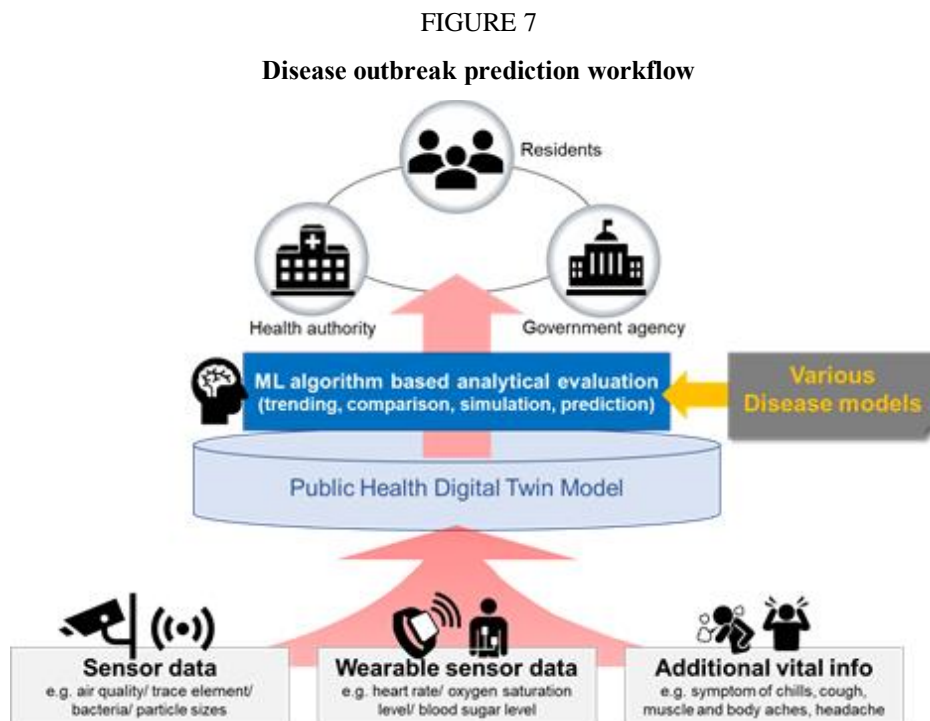 FIGURE 7
Disease outbreak prediction workflow
Residents
Health authority
Government agency
ML algorithm based analytical evaluation
(trending, comparison, simulation, prediction)
Various
Disease models
Public Health Digital Twin Model
Sensor data
e.g. air quality/ trace element/
bacteria/ particle sizes
Wearable sensor data
e.g. heart rate/ oxygen saturation
level/ blood sugar level
Additional vital info
e.g. symptom of chills, cough,
muscle and body aches, headache